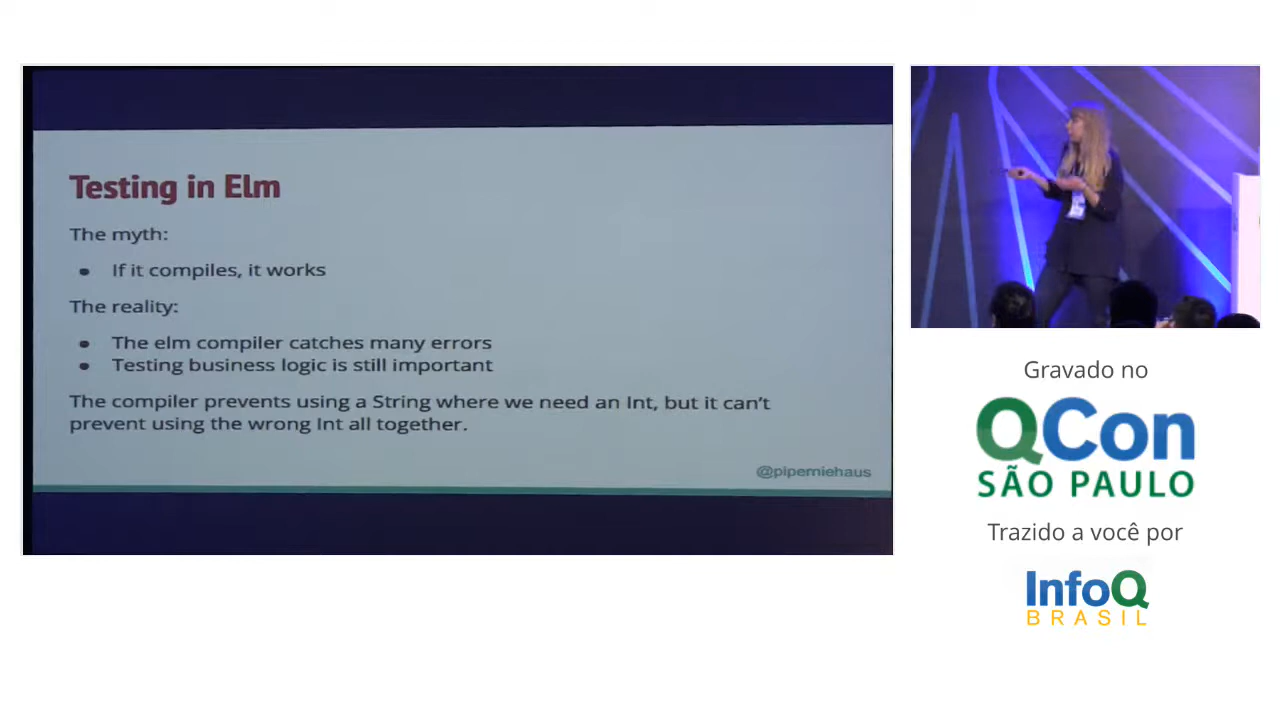 Testing in Elm
The myth:
● If it compiles, it works
The reality:
● The elm compiler catches many errors
● Testing business logic is still important
The compiler prevents using a String where we need an Int, but it can't
prevent using the wrong Int all together.
@piperniehaus
Gravado no
QCon
SÃO PAULO
Trazido a você por
InfoQ
BRASIL